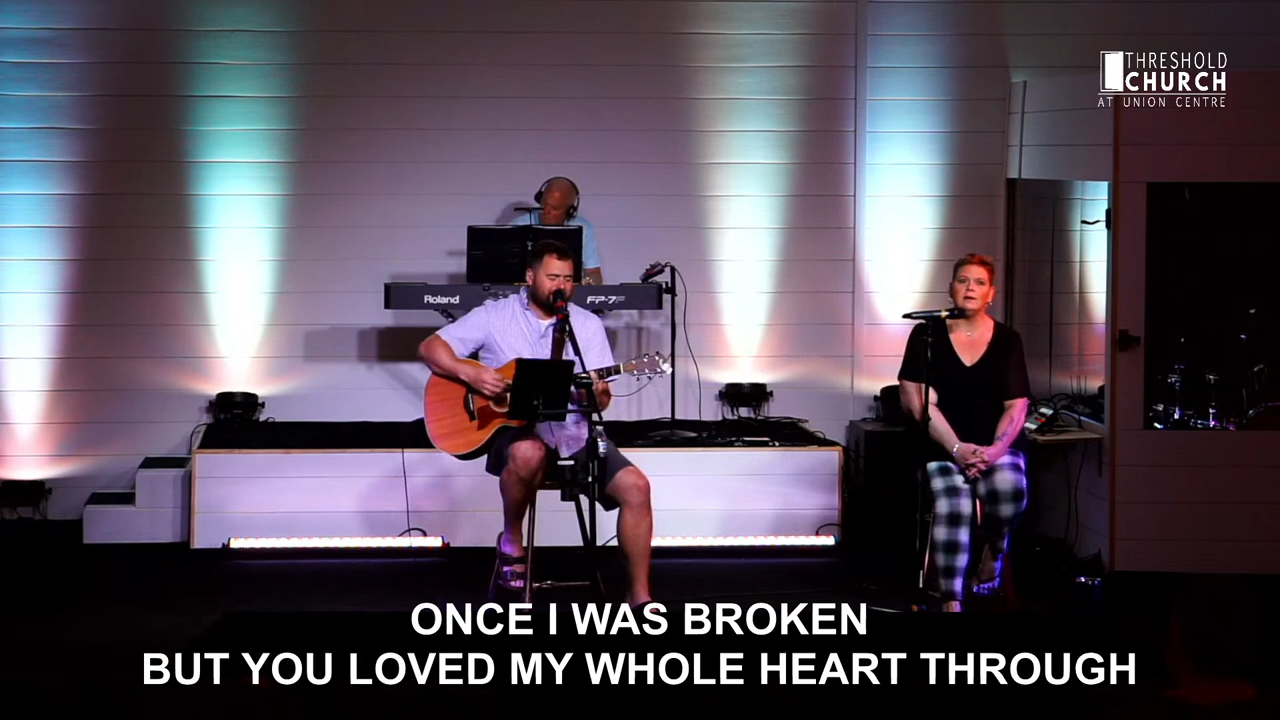 THRESHOLD
CHURCH
AT UNION CENTRE
Roland
FP-7F
ONCE I WAS BROKEN
BUT YOU LOVED MY WHOLE HEART THROUGH